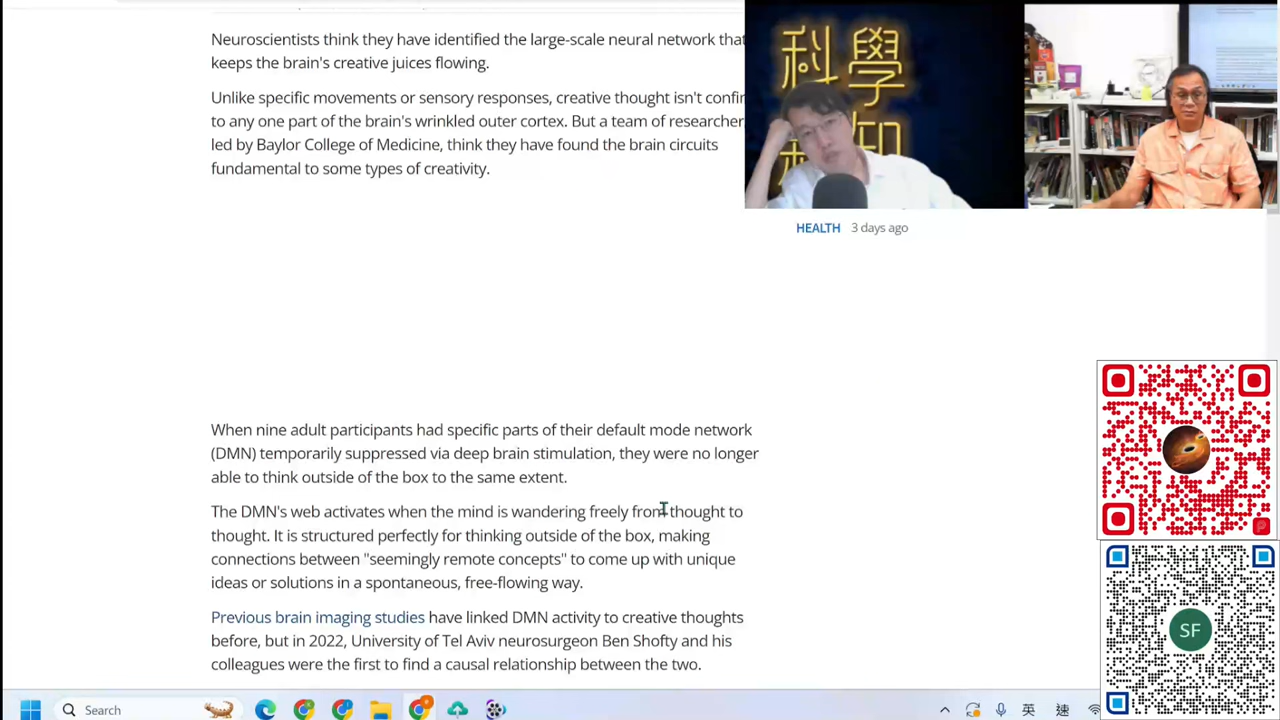 Neuroscientists think they have identified the large-scale neural network that
keeps the brain's creative juices flowing.
Unlike specific movements or sensory responses, creative thought isn't
to any one part of the brain's wrinkled outer cortex. But a team of
led by Baylor College of Medicine, think they have found the brain circuits
fundamental to some types of creativity.
科學
知
HEALTH 3 days ago
When nine adult participants had specific parts of their default mode network
(DMN) temporarily suppressed via deep brain stimulation, they were no longer
able to think outside of the box to the same extent.
The DMN's web activates when the mind is wandering freely from thought to
thought. It is structured perfectly for thinking outside of the box, making
connections between "seemingly remote concepts" to come up with unique
ideas or solutions in a spontaneous, free-flowing way.
Previous brain imaging studies have linked DMN activity to creative thoughts
before, but in 2022, University of Tel Aviv neurosurgeon Ben Shofty and his
colleagues were the first to find a causal relationship between the two.
SF
Search
英
速